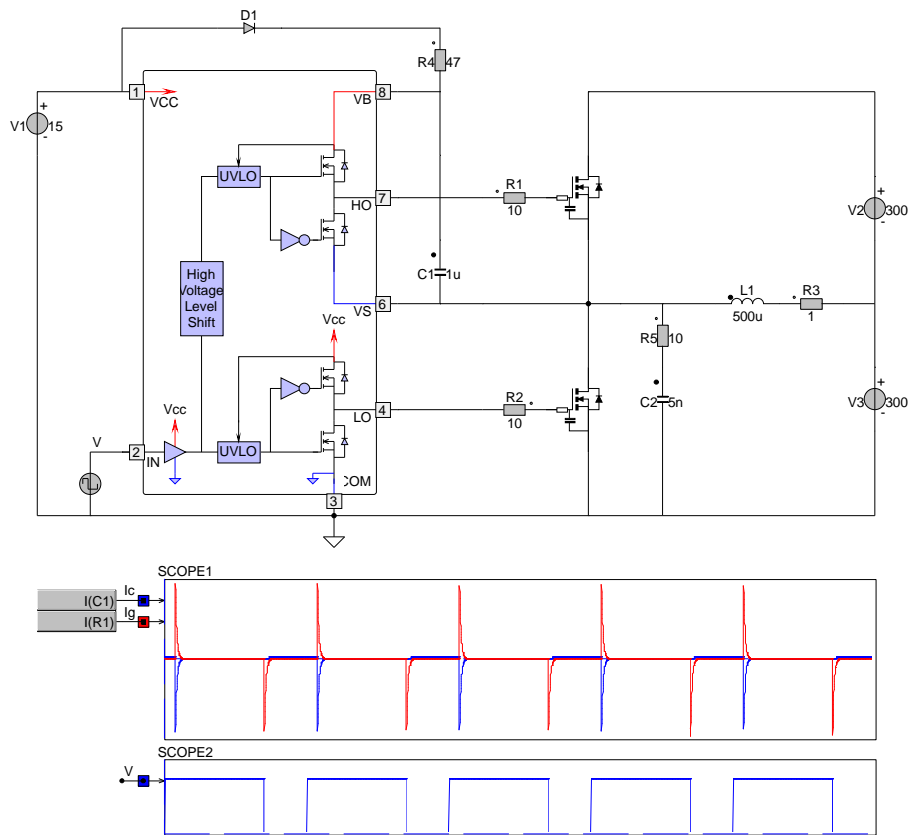 D1
R4 47
1
VCC
8
VB
V1 15
+
-
UVLO
7
HO
R1
10
+
V2 300
-
C1 1u
High
Voltage
Level
Shift
6
VS
L1
500u
R3
1
Vcc
R5 10
C2 5n
+
V3 300
-
4
LO
R2
10
Vcc
V
2
IN
UVLO
COM
3
SCOPE1
I(C1)
Ic
I(R1)
Ig
SCOPE2
V